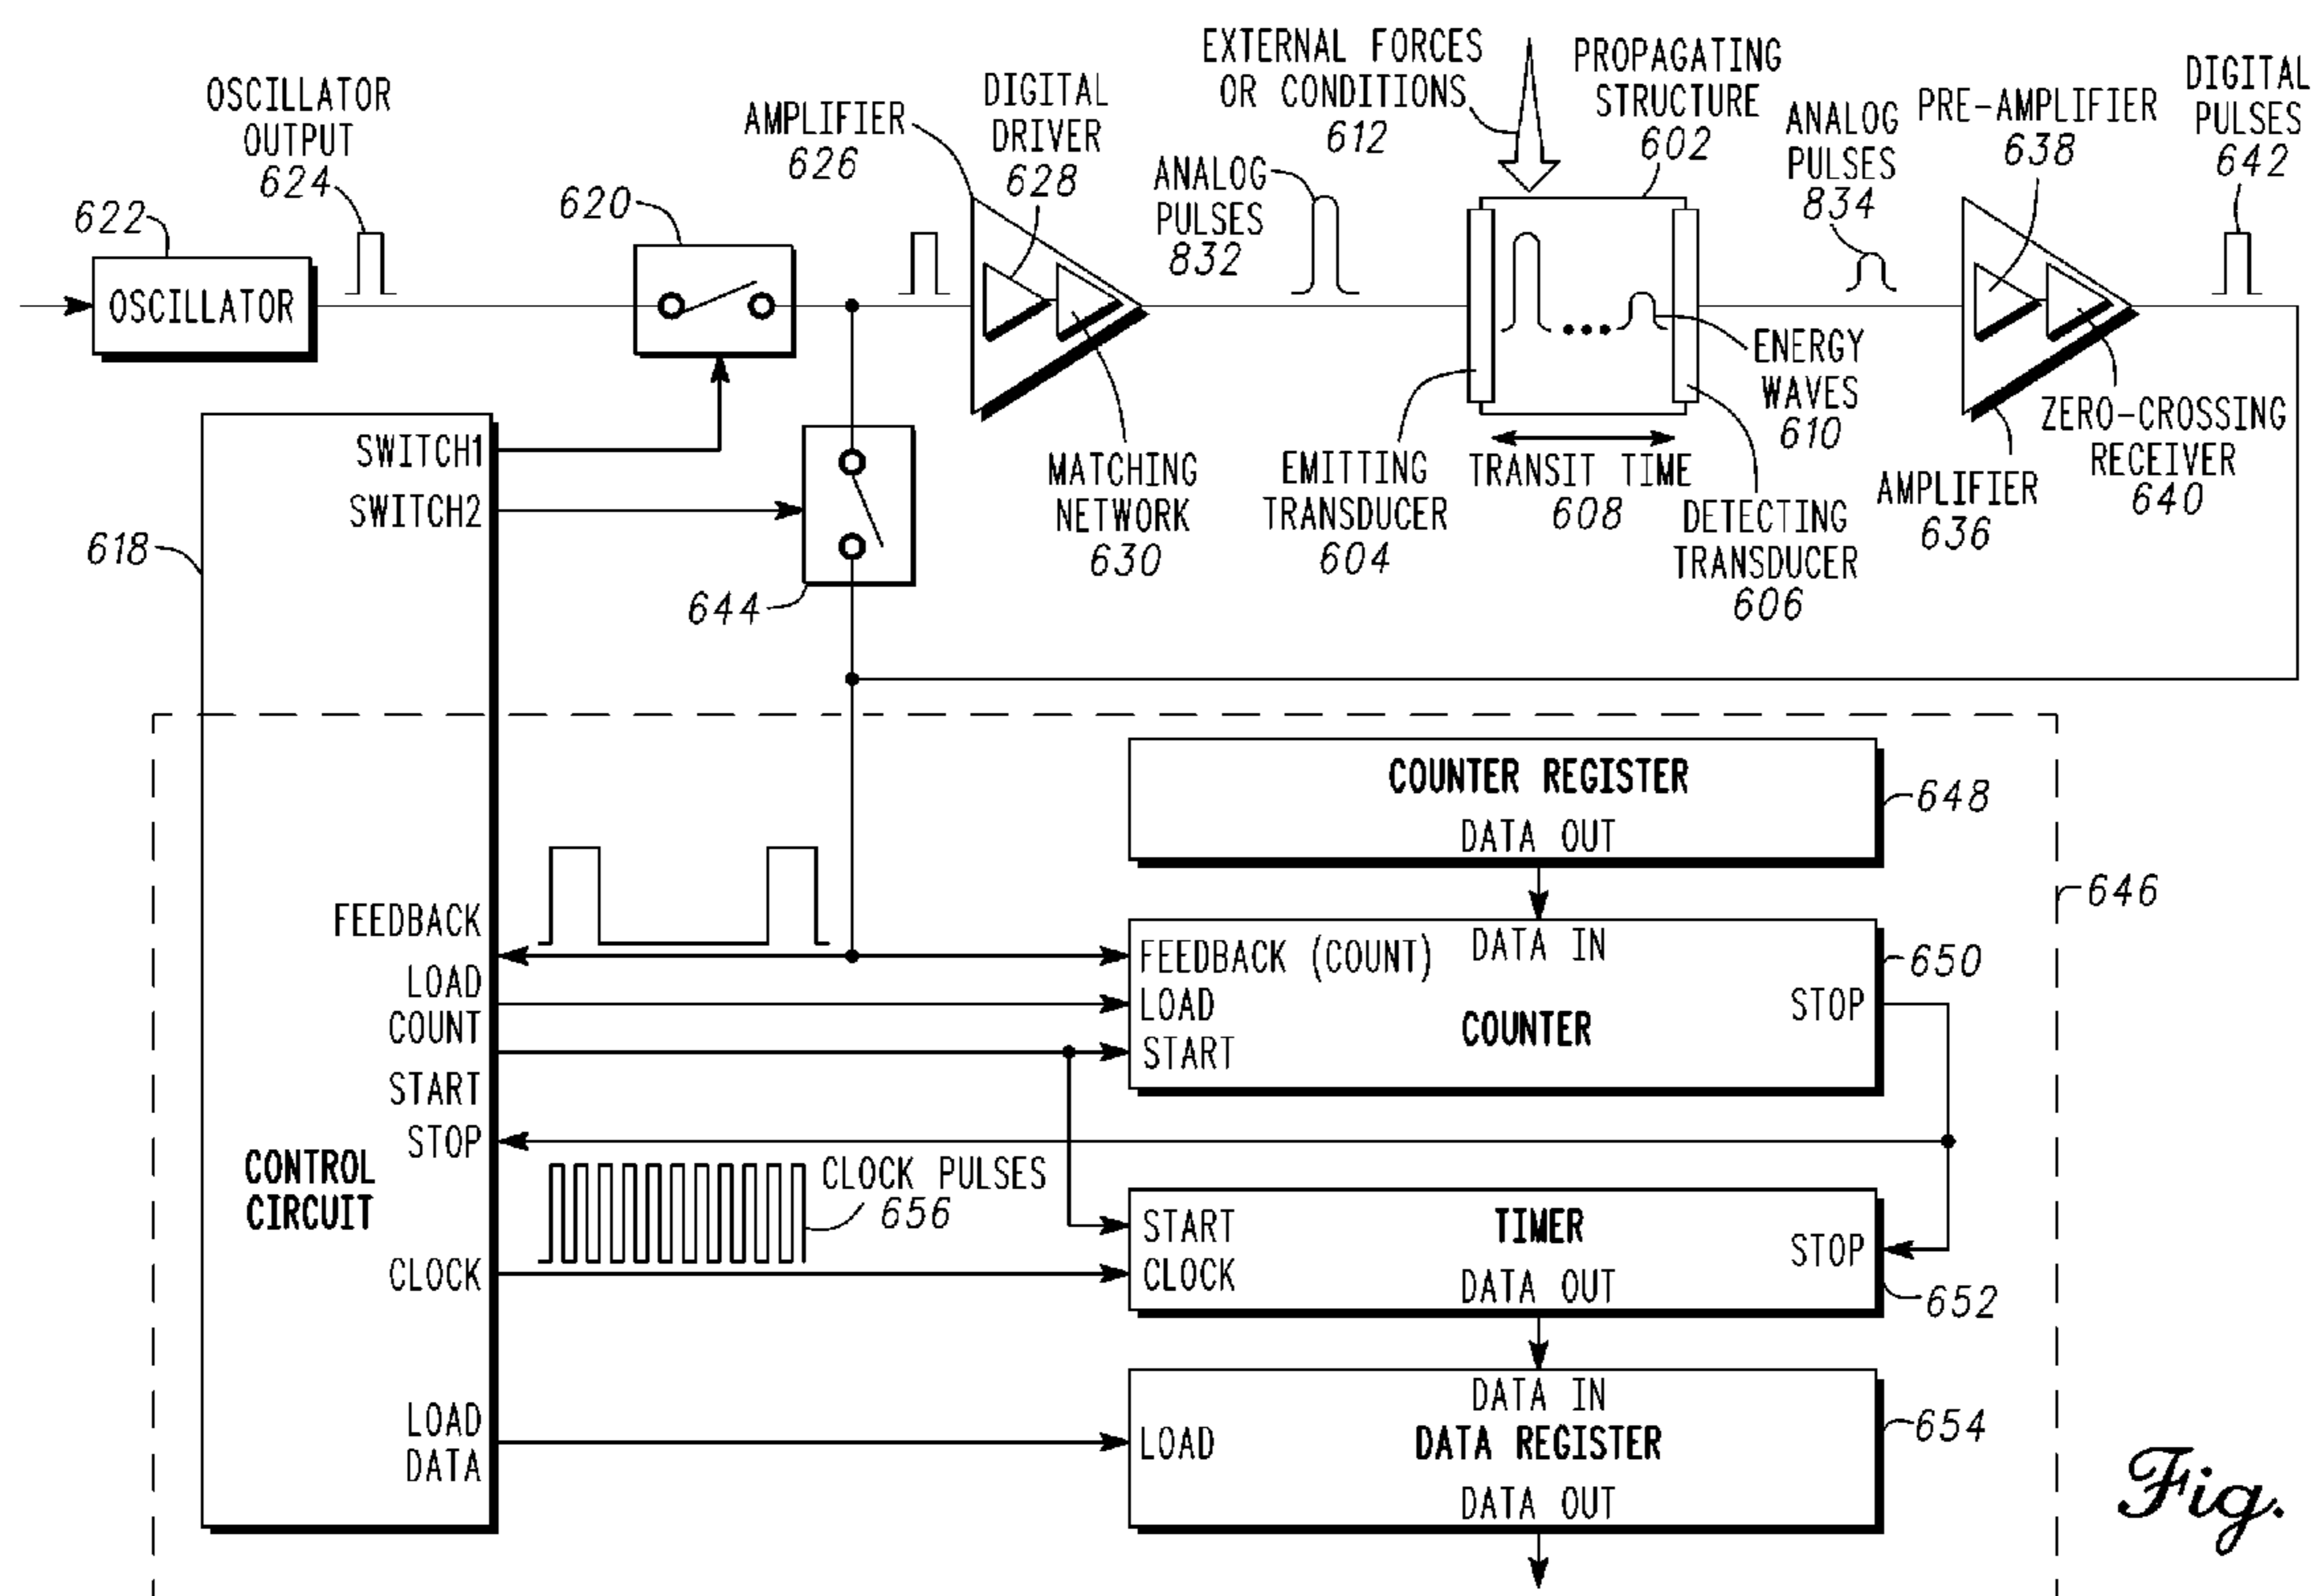 OSCILLATOR
OUTPUT
624
622
OSCILLATOR
620
AMPLIFIER
626
DIGITAL
DRIVER
628
MATCHING
NETWORK
630
ANALOG
PULSES
832
EXTERNAL FORCES
OR CONDITIONS
612
PROPAGATING
STRUCTURE
602
ANALOG
PULSES
834
PRE-AMPLIFIER
638
DIGITAL
PULSES
642
ENERGY
WAVES
610
EMITTING
TRANSDUCER
604
TRANSIT TIME
608
DETECTING
TRANSDUCER
606
AMPLIFIER
636
ZERO-CROSSING
RECEIVER
640
618
SWITCH1
SWITCH2
644
COUNTER REGISTER
DATA OUT
648
646
FEEDBACK
LOAD
COUNT
START
STOP
CONTROL
CIRCUIT
CLOCK
LOAD
DATA
FEEDBACK (COUNT)
DATA IN
LOAD
COUNTER
START
STOP
650
CLOCK PULSES
656
START
TIMER
STOP
CLOCK
DATA OUT
652
DATA IN
LOAD
DATA REGISTER
DATA OUT
654
Fig.